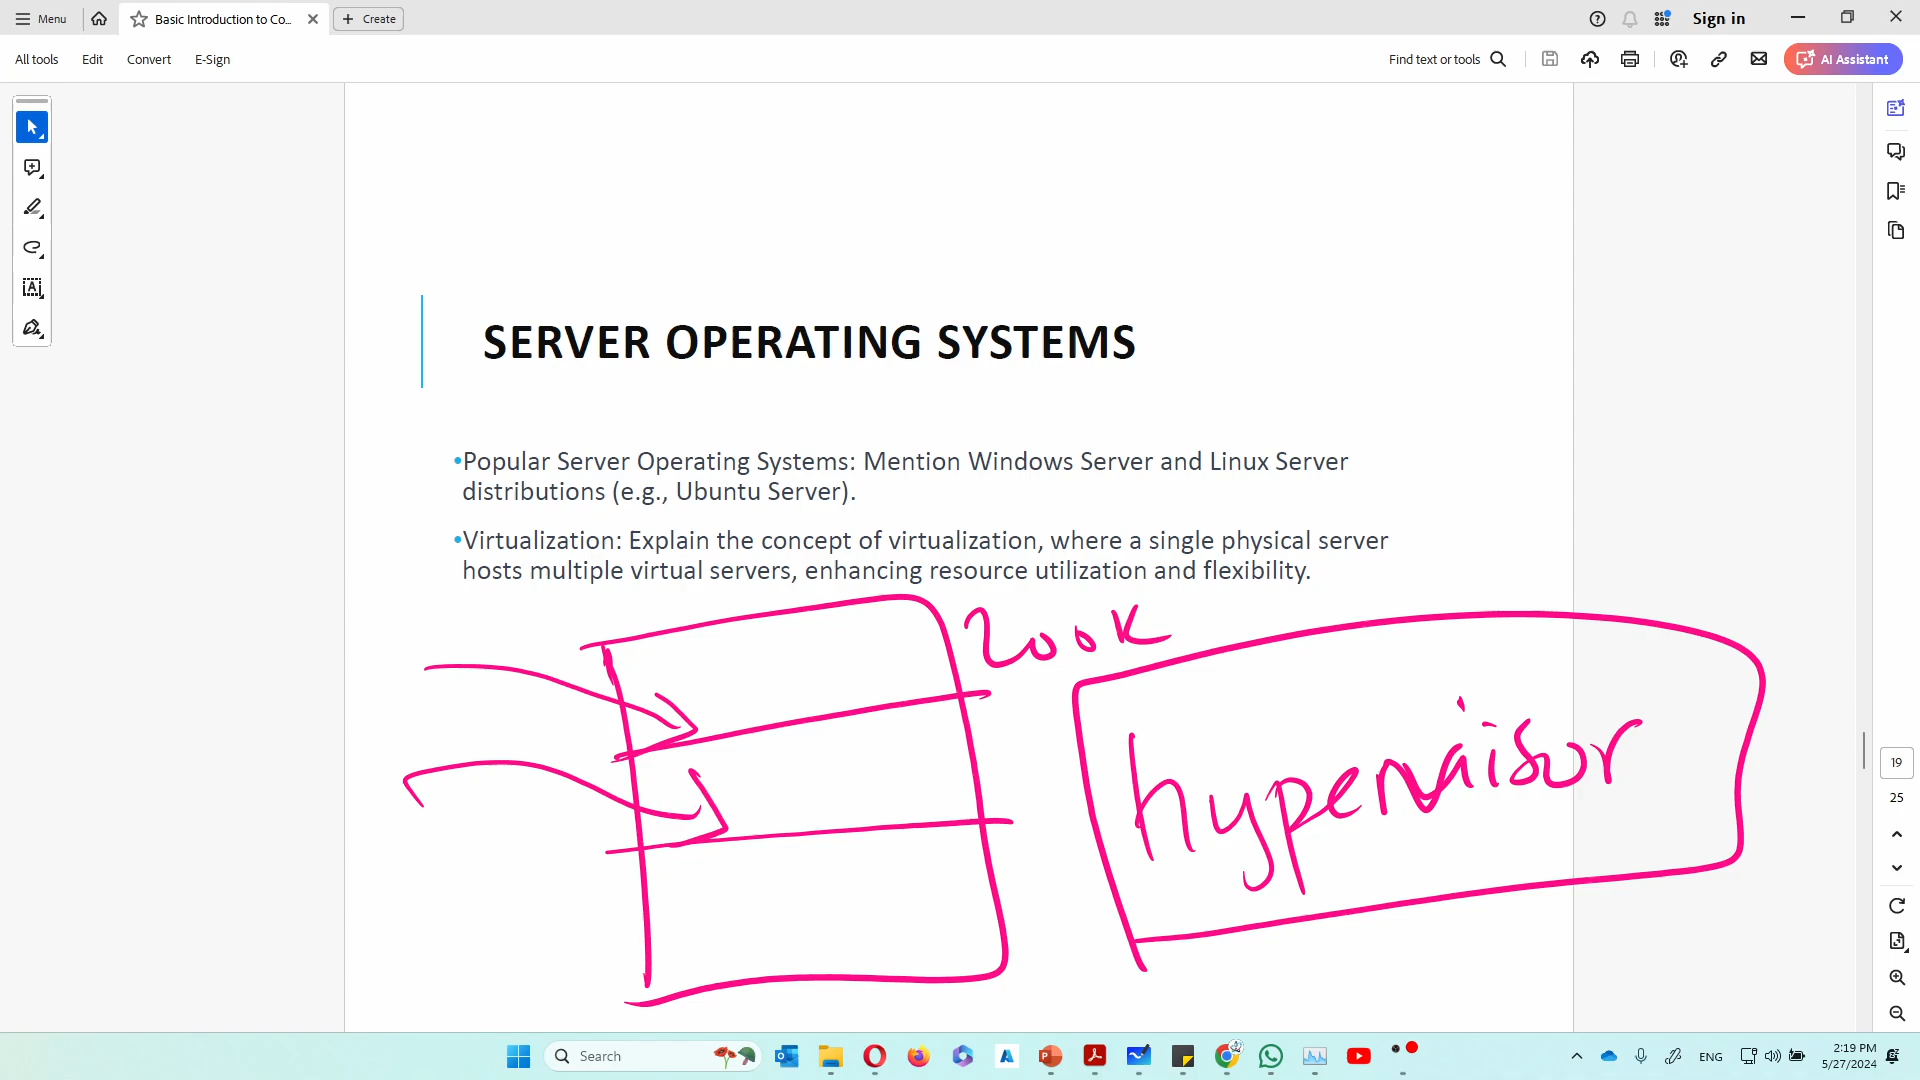 Menu
Basic Introduction to Co...
Create
Sign in
All tools
Edit
Convert
E-Sign
Find text or tools
AI Assistant
SERVER OPERATING SYSTEMS
•Popular Server Operating Systems: Mention Windows Server and Linux Server
distributions (e.g., Ubuntu Server).
•Virtualization: Explain the concept of virtualization, where a single physical server
hosts multiple virtual servers, enhancing resource utilization and flexibility.
200K
hypervaisor
19
25
Search
ENG
2:19 PM
5/27/2024